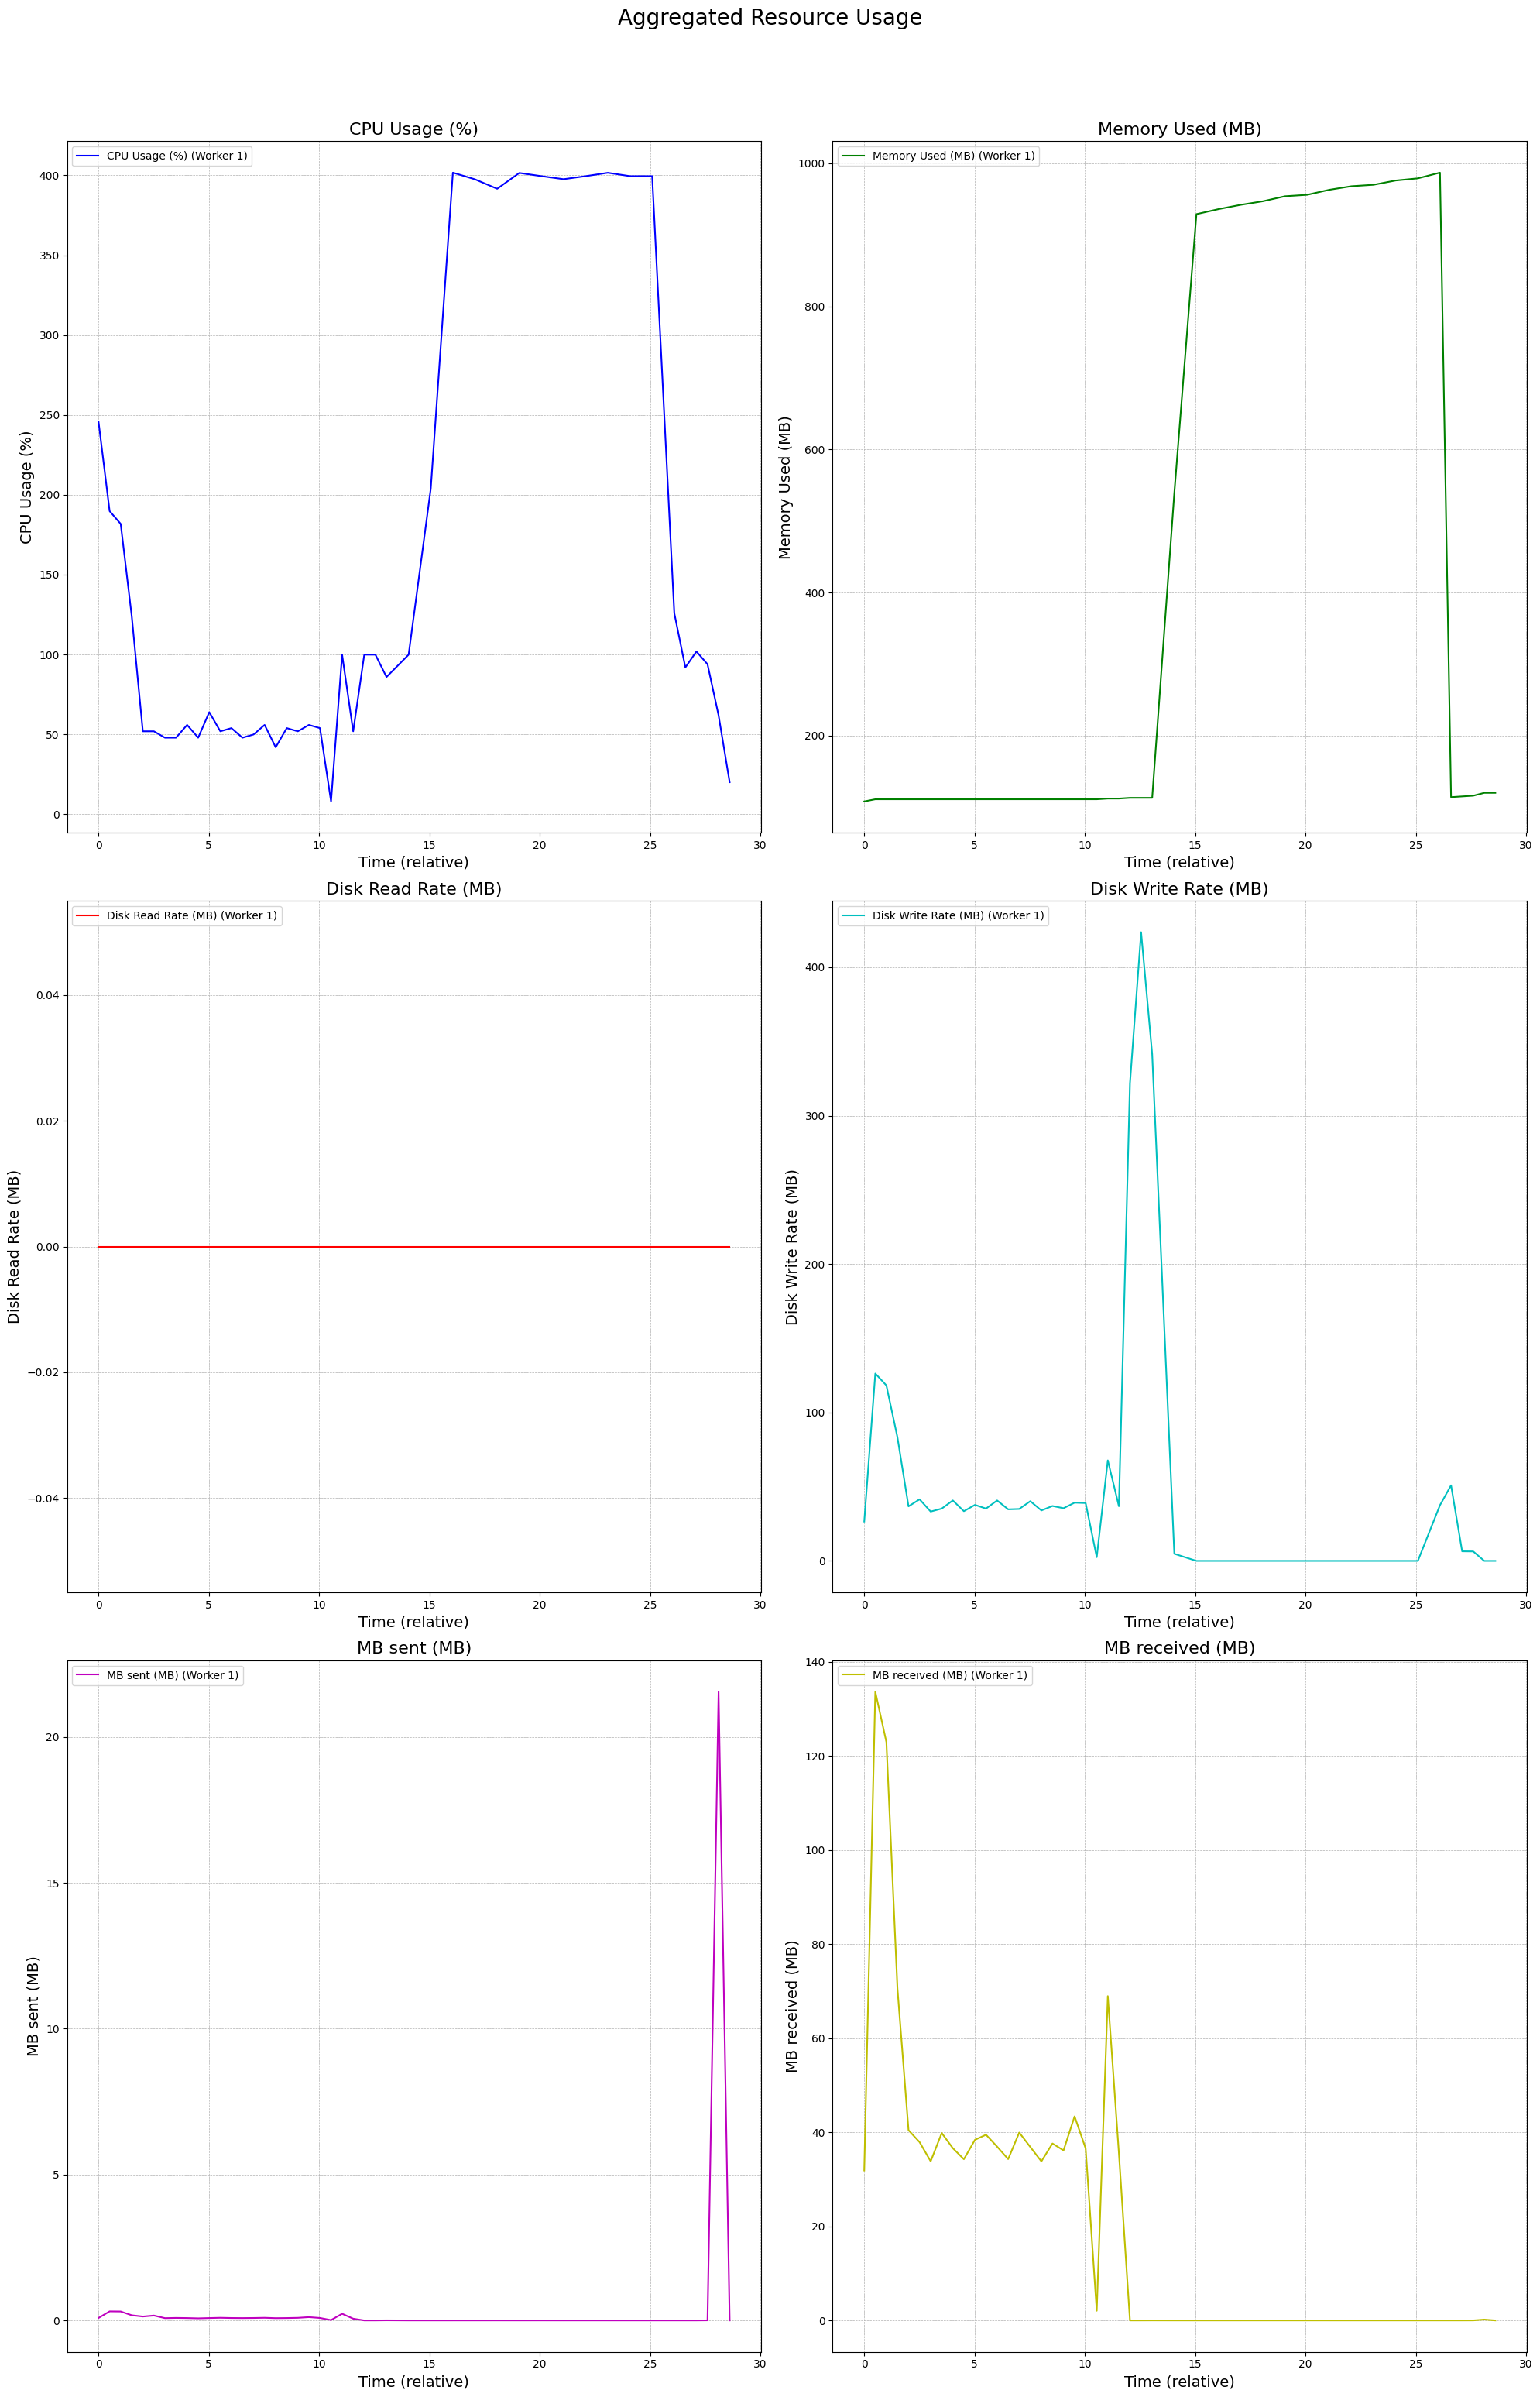 Aggregated Resource Usage
CPU Usage (%)
CPU Usage (%) (Worker 1)
400
350
300
250
200
150
100
50
0
CPU Usage (%)
0 5 10 15 20 25 30
Time (relative)
Memory Used (MB)
Memory Used (MB) (Worker 1)
1000
800
600
400
200
Memory Used (MB)
0 5 10 15 20 25 30
Time (relative)
Disk Read Rate (MB)
Disk Read Rate (MB) (Worker 1)
0.04
0.02
0.00
−0.02
−0.04
Disk Read Rate (MB)
0 5 10 15 20 25 30
Time (relative)
Disk Write Rate (MB)
Disk Write Rate (MB) (Worker 1)
400
300
200
100
0
Disk Write Rate (MB)
0 5 10 15 20 25 30
Time (relative)
MB sent (MB)
MB sent (MB) (Worker 1)
20
15
10
5
0
MB sent (MB)
0 5 10 15 20 25 30
Time (relative)
MB received (MB)
MB received (MB) (Worker 1)
140
120
100
80
60
40
20
0
MB received (MB)
0 5 10 15 20 25 30
Time (relative)